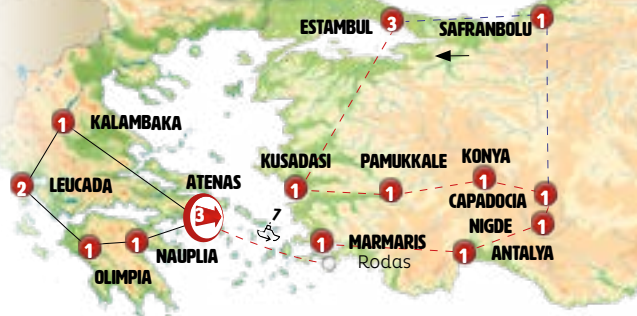 ESTAMBUL
3
SAFRANBOLU
1
1
KALAMBAKA
KUSADASI
1
PAMUKKALE
1
KONYA
1
2
LEUCADA
ATENAS
3
CAPADOCIA
1
7
NIGDE
1
1
NAUPLIA
1
OLIMPIA
1
MARMARIS
Rodas
1
ANTALYA